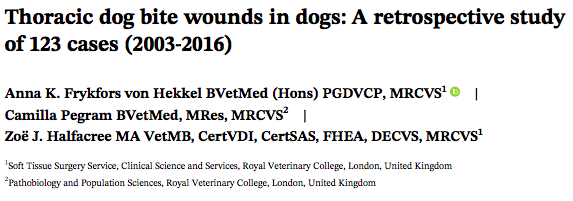 Thoracic dog bite wounds in dogs: A retrospective study
of 123 cases (2003-2016)
Anna K. Frykfors von Hekkel BVetMed (Hons) PGDVCP, MRCVS1 |
Camilla Pegram BVetMed, MRes, MRCVS2 |
Zoë J. Halfacree MA VetMB, CertVDI, CertSAS, FHEA, DECVS, MRCVS1
1Soft Tissue Surgery Service, Clinical Science and Services, Royal Veterinary College, London, United Kingdom
2Pathobiology and Population Sciences, Royal Veterinary College, London, United Kingdom